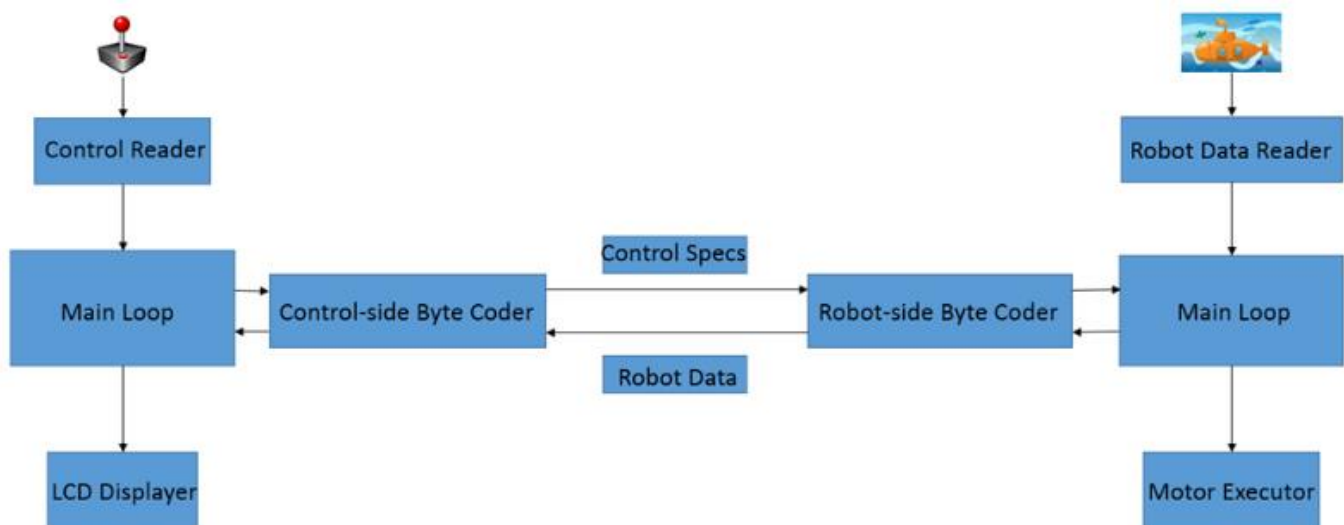 Control Reader
Robot Data Reader
Control Specs
Main Loop
Control-side Byte Coder
Robot-side Byte Coder
Main Loop
Robot Data
LCD Displayer
Motor Executor